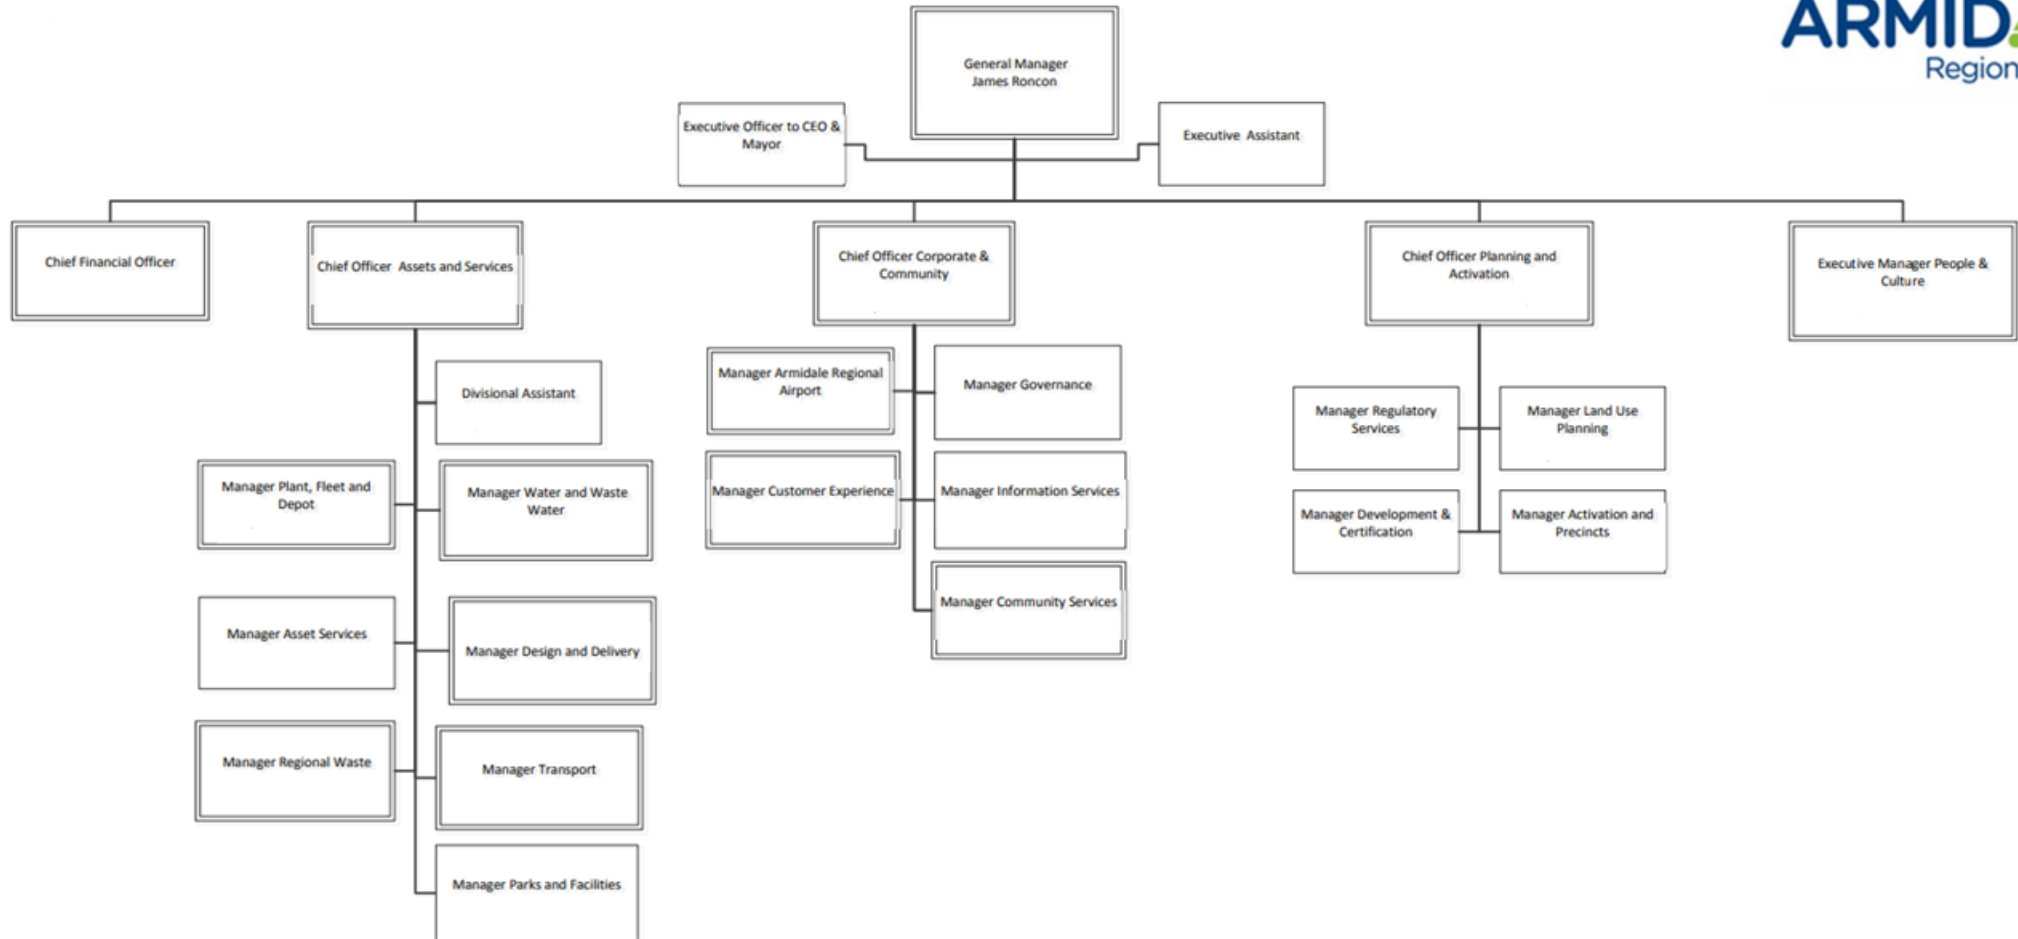 ARMID
Region
General Manager
James Roncon
Executive Officer to CEO &
Mayor
Executive Assistant
Chief Financial Officer
Chief Officer Assets and Services
Chief Officer Corporate &
Community
Chief Officer Planning and
Activation
Executive Manager People &
Culture
Divisional Assistant
Manager Plant, Fleet and
Depot
Manager Water and Waste
Water
Manager Asset Services
Manager Design and Delivery
Manager Regional Waste
Manager Transport
Manager Parks and Facilities
Manager Armidale Regional
Airport
Manager Governance
Manager Customer Experience
Manager Information Services
Manager Community Services
Manager Regulatory
Services
Manager Land Use
Planning
Manager Development &
Certification
Manager Activation and
Precincts